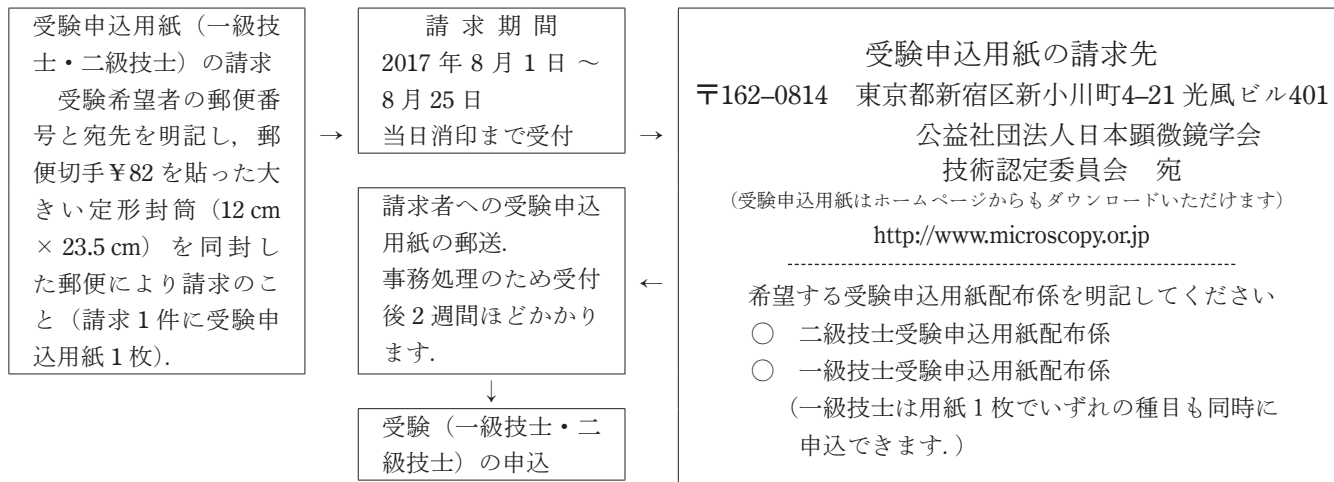 受験申込用紙（一級技
士・二級技士）の請求
　受験希望者の郵便番
号と宛先を明記し，郵
便切手￥82 を貼った大
きい定形封筒（12 cm
× 23.5 cm）を同封し
た郵便により請求のこ
と（請求 1 件に受験申
込用紙 1 枚）．
→
請 求 期 間
2017 年 8 月 1 日 ～
8 月 25 日
当日消印まで受付
→
受験申込用紙の請求先
〒162–0814　東京都新宿区新小川町4–21 光風ビル401
公益社団法人日本顕微鏡学会
技術認定委員会　宛
（受験申込用紙はホームページからもダウンロードいただけます）
http://www.microscopy.or.jp
希望する受験申込用紙配布係を明記してください
○　二級技士受験申込用紙配布係
○　一級技士受験申込用紙配布係
（一級技士は用紙 1 枚でいずれの種目も同時に
申込できます．）
←
請求者への受験申込
用紙の郵送．
事務処理のため受付
後 2 週間ほどかかり
ます．
↓
受験（一級技士・二
級技士）の申込